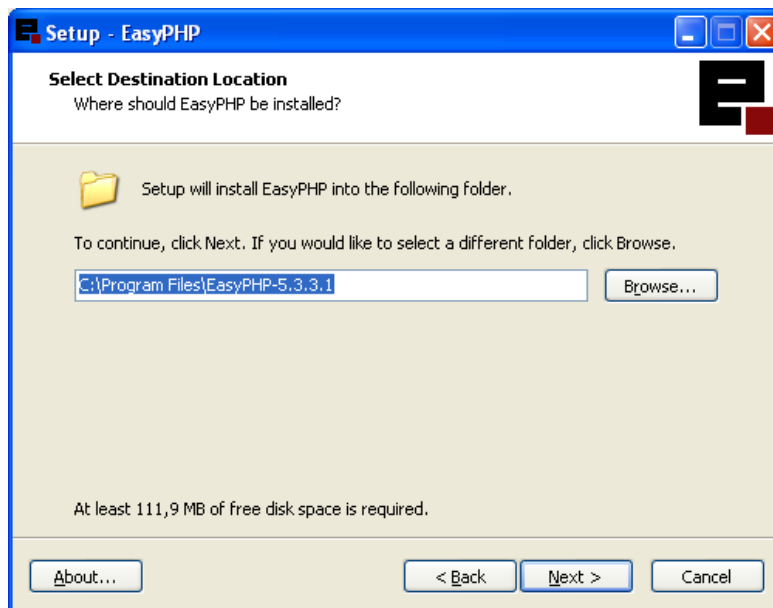 Setup - EasyPHP
Select Destination Location
Where should EasyPHP be installed?
Setup will install EasyPHP into the following folder.
To continue, click Next. If you would like to select a different folder, click Browse.
C:\Program Files\EasyPHP-5.3.3.1
Browse...
At least 111,9 MB of free disk space is required.
About...
< Back
Next >
Cancel